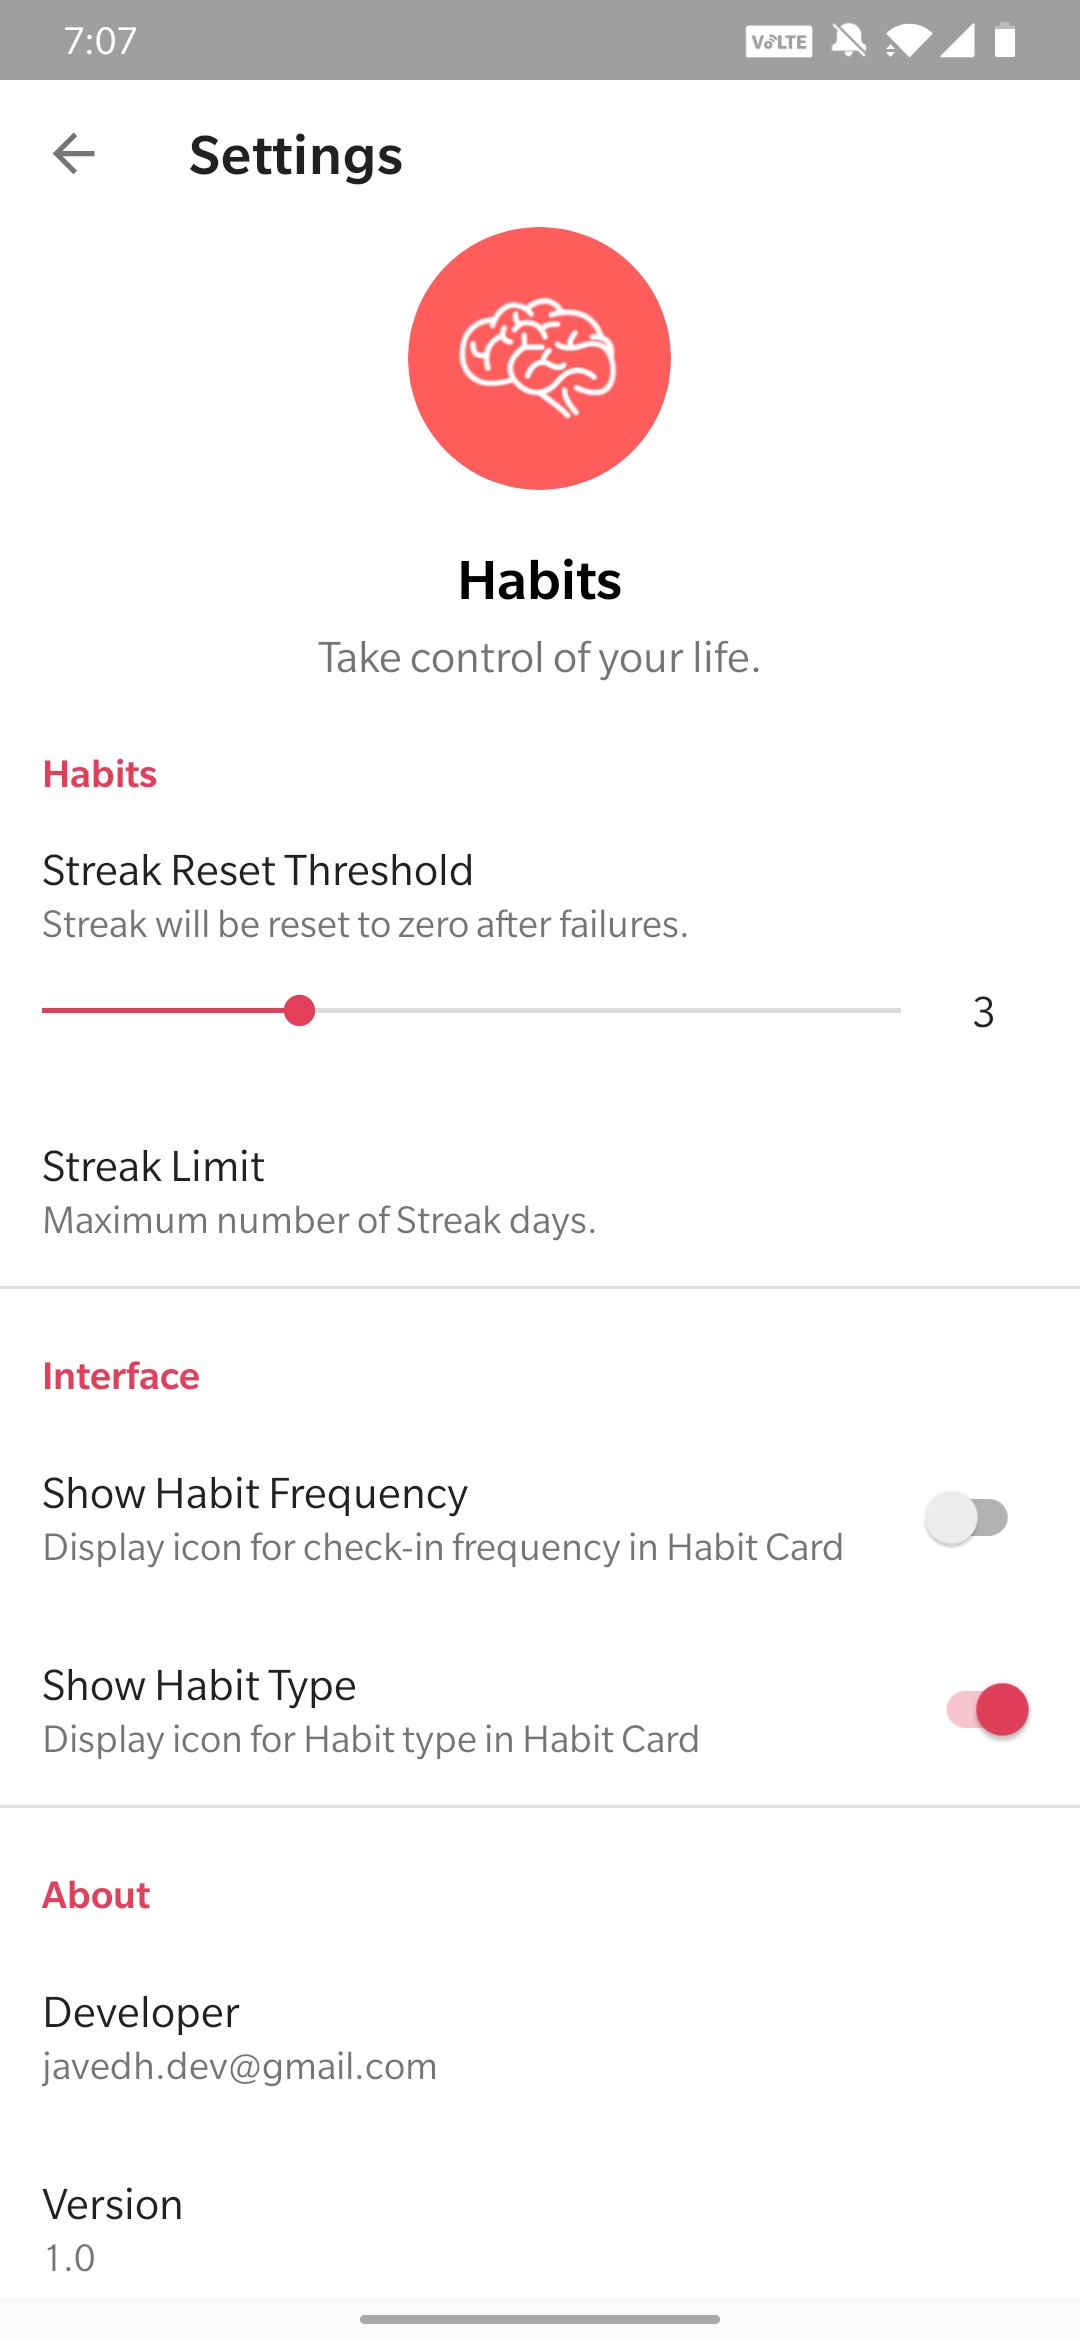 7:07
VoLTE
Settings
Habits
Take control of your life.
Habits
Streak Reset Threshold
Streak will be reset to zero after failures.
3
Streak Limit
Maximum number of Streak days.
Interface
Show Habit Frequency
Display icon for check-in frequency in Habit Card
Show Habit Type
Display icon for Habit type in Habit Card
About
Developer
javedh.dev@gmail.com
Version
1.0